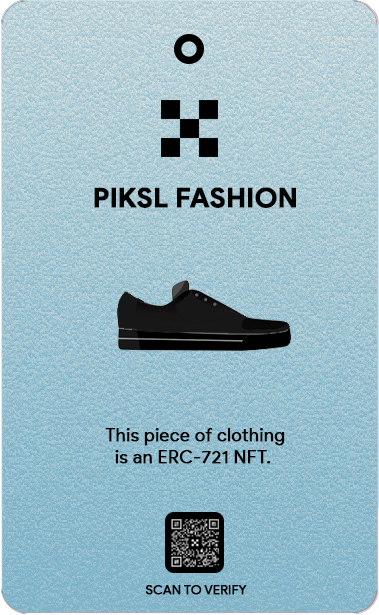 PIKSL FASHION
This piece of clothing
is an ERC-721 NFT.
SCAN TO VERIFY